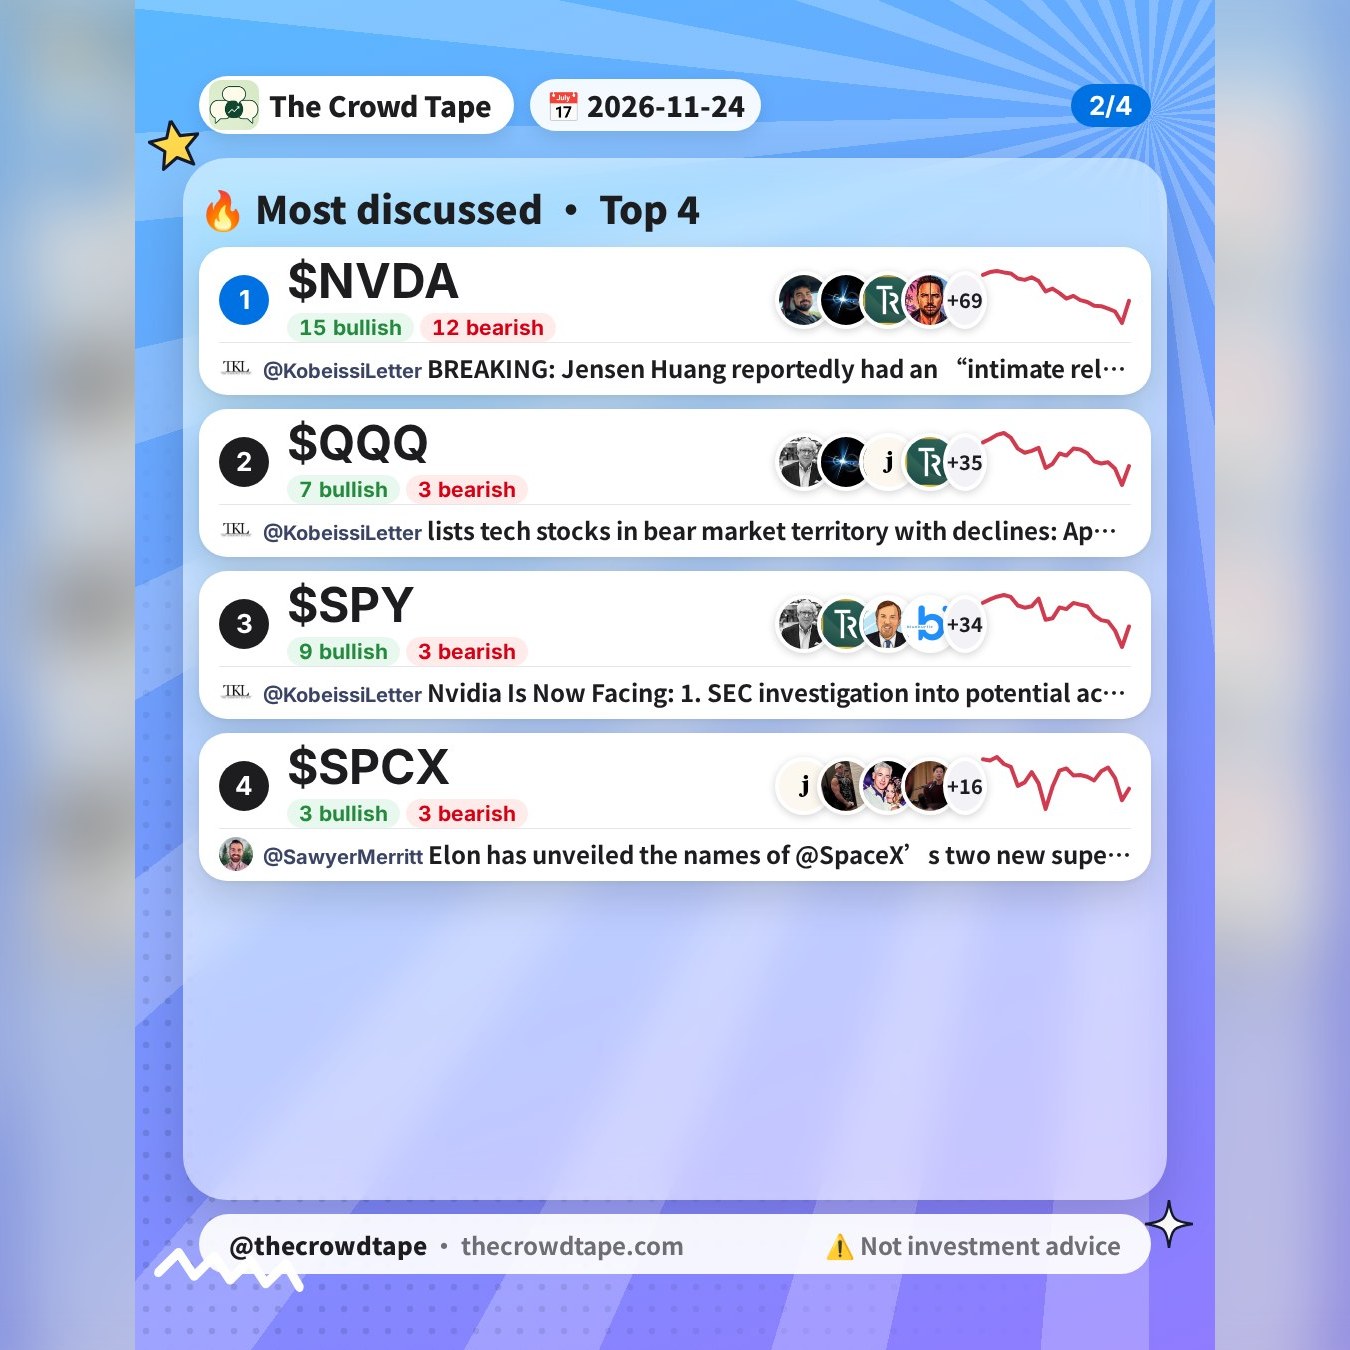 The Crowd Tape
July 17 2026-11-24
2/4
🔥 Most discussed • Top 4
1 $NVDA
15 bullish 12 bearish
TR +69
TKL @KobeissiLetter BREAKING: Jensen Huang reportedly had an “intimate rel…
2 $QQQ
7 bullish 3 bearish
j TR +35
TKL @KobeissiLetter lists tech stocks in bear market territory with declines: Ap…
3 $SPY
9 bullish 3 bearish
TR b +34
TKL @KobeissiLetter Nvidia Is Now Facing: 1. SEC investigation into potential ac…
4 $SPCX
3 bullish 3 bearish
j +16
@SawyerMerritt Elon has unveiled the names of @SpaceX’s two new supe…
@thecrowdtape • thecrowdtape.com ⚠️ Not investment advice